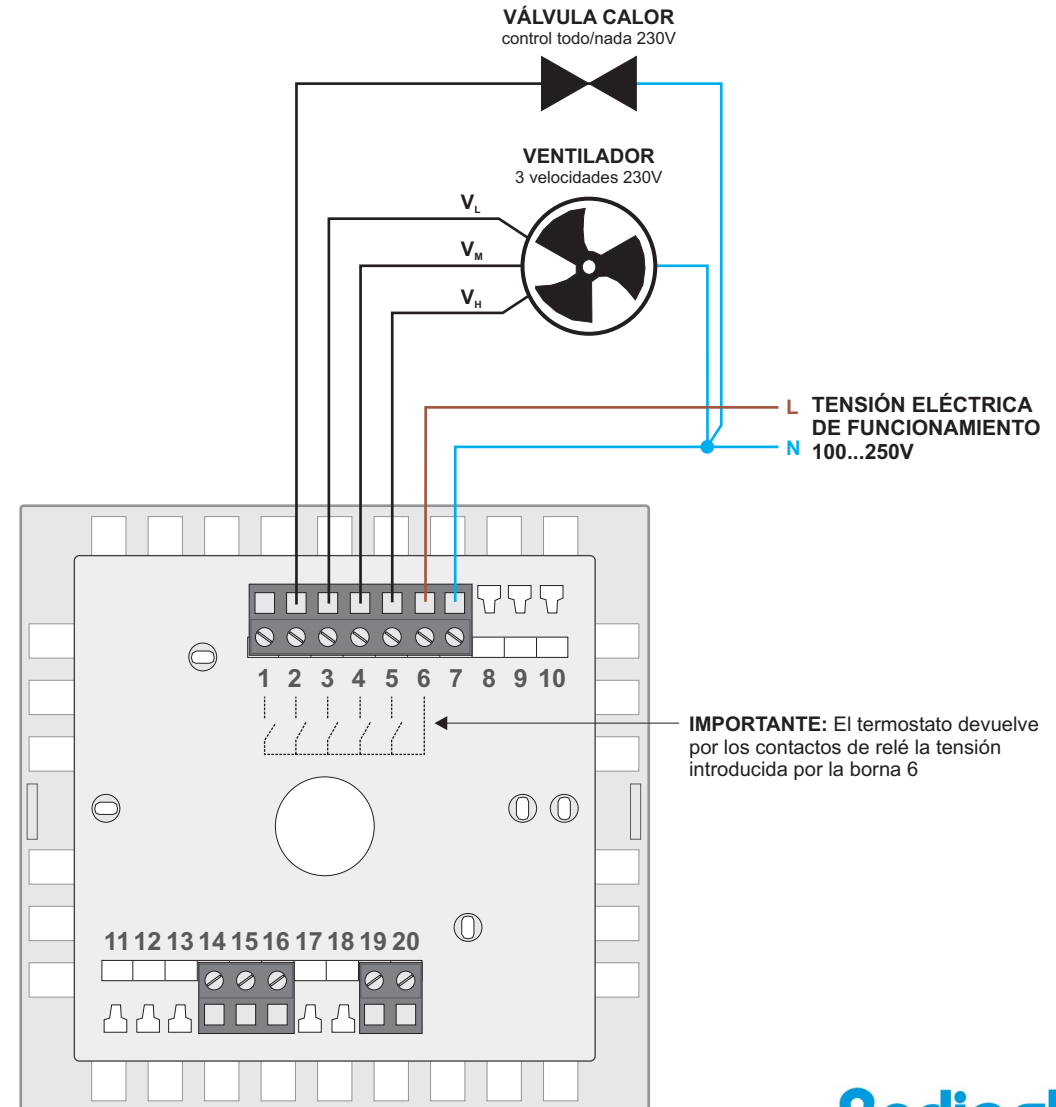 VÁLVULA CALOR
control todo/nada 230V
VENTILADOR
3 velocidades 230V
VL
VM
VH
L TENSIÓN ELÉCTRICA
DE FUNCIONAMIENTO
N 100...250V
1 2 3 4 5 6 7 8 9 10
IMPORTANTE: El termostato devuelve
por los contactos de relé la tensión
introducida por la borna 6
11 12 13 14 15 16 17 18 19 20